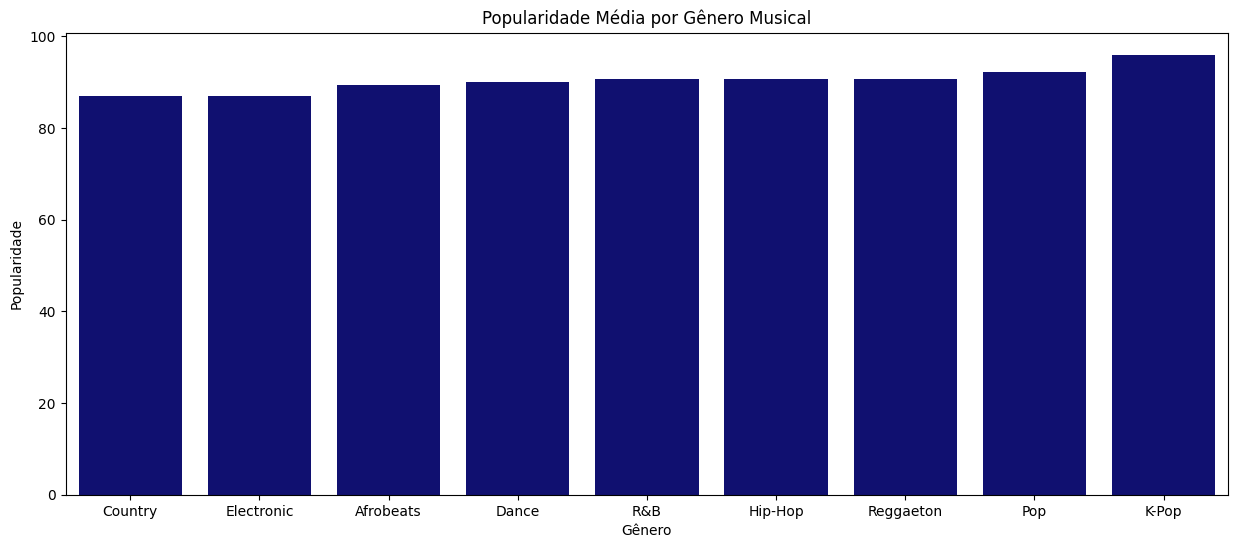 Popularidade Média por Gênero Musical
Popularidade
100
80
60
40
20
0
Country Electronic Afrobeats Dance R&B Hip-Hop Reggaeton Pop K-Pop
Gênero